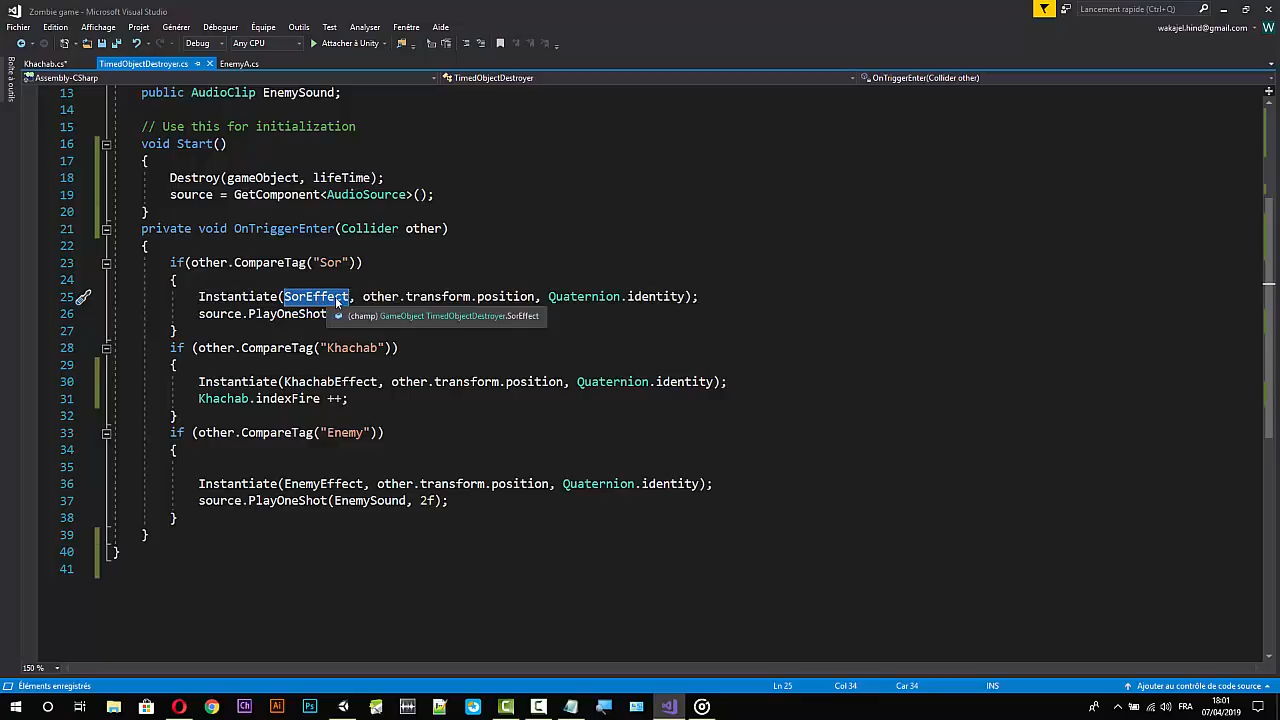 Zombie game - Microsoft Visual Studio
Lancement rapide (Ctrl+Q)
Fichier Edition Affichage Projet Générer Déboguer Équipe Outils Test Analyser Fenêtre Aide
wakajel.hind@gmail.com W
Debug Any CPU Attacher à Unity
Boîte à outils
Khachab.cs* TimedObjectDestroyer.cs EnemyA.cs
Assembly-CSharp TimedObjectDestroyer OnTriggerEnter(Collider other)
13 public AudioClip EnemySound;
14
15 // Use this for initialization
16 void Start()
17 {
18 Destroy(gameObject, lifeTime);
19 source = GetComponent<AudioSource>();
20 }
21 private void OnTriggerEnter(Collider other)
22 {
23 if(other.CompareTag("Sor"))
24 {
25 Instantiate(SorEffect, other.transform.position, Quaternion.identity);
26 source.PlayOneShot
(champ) GameObject TimedObjectDestroyer.SorEffect
27 }
28 if (other.CompareTag("Khachab"))
29 {
30 Instantiate(KhachabEffect, other.transform.position, Quaternion.identity);
31 Khachab.indexFire ++;
32 }
33 if (other.CompareTag("Enemy"))
34 {
35
36 Instantiate(EnemyEffect, other.transform.position, Quaternion.identity);
37 source.PlayOneShot(EnemySound, 2f);
38 }
39 }
40 }
41
150 %
Éléments enregistrés Ln 25 Col 34 Car 34 INS Ajouter au contrôle de code source
Ch Ai Ps FRA 18:01
07/04/2019